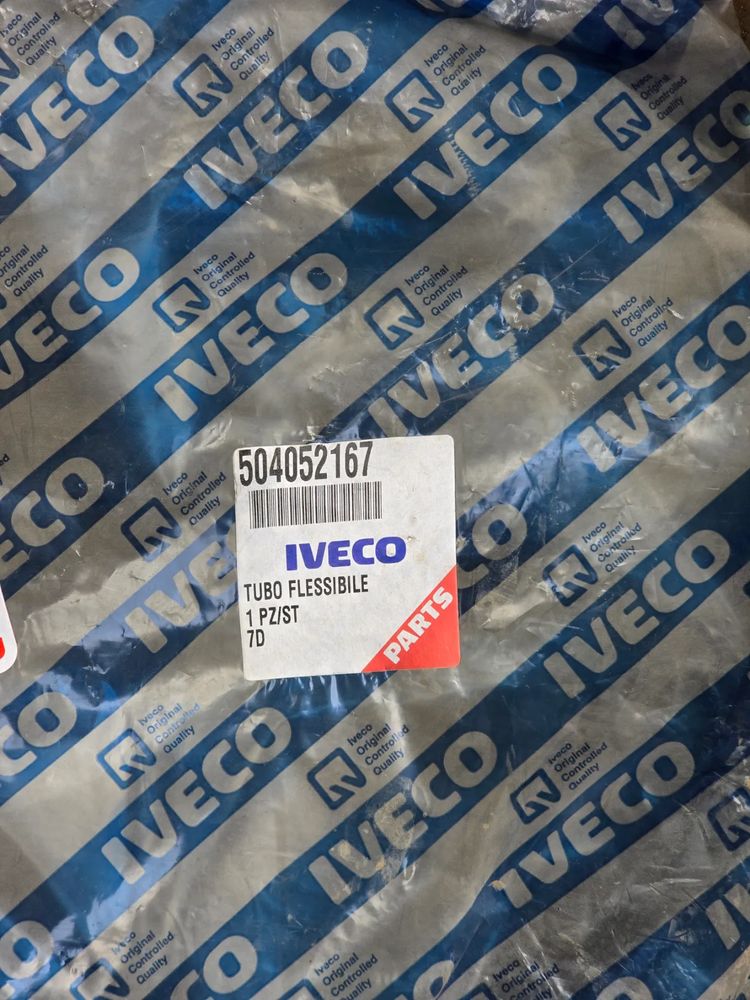 504052167
IVECO
TUBO FLESSIBILE
1 PZ/ST
7D
PARTS
IVECO
Iveco
Original
Controlled
Quality